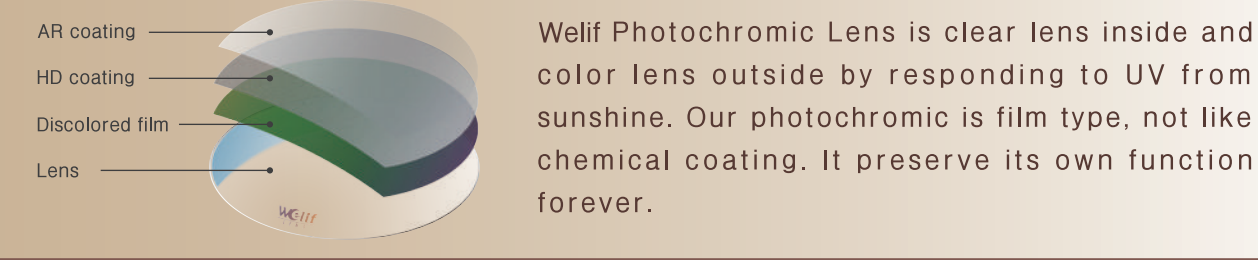 AR coating
HD coating
Discolored film
Lens
Welif
Welif Photochromic Lens is clear lens inside and
color lens outside by responding to UV from
sunshine. Our photochromic is film type, not like
chemical coating. It preserve its own function
forever.